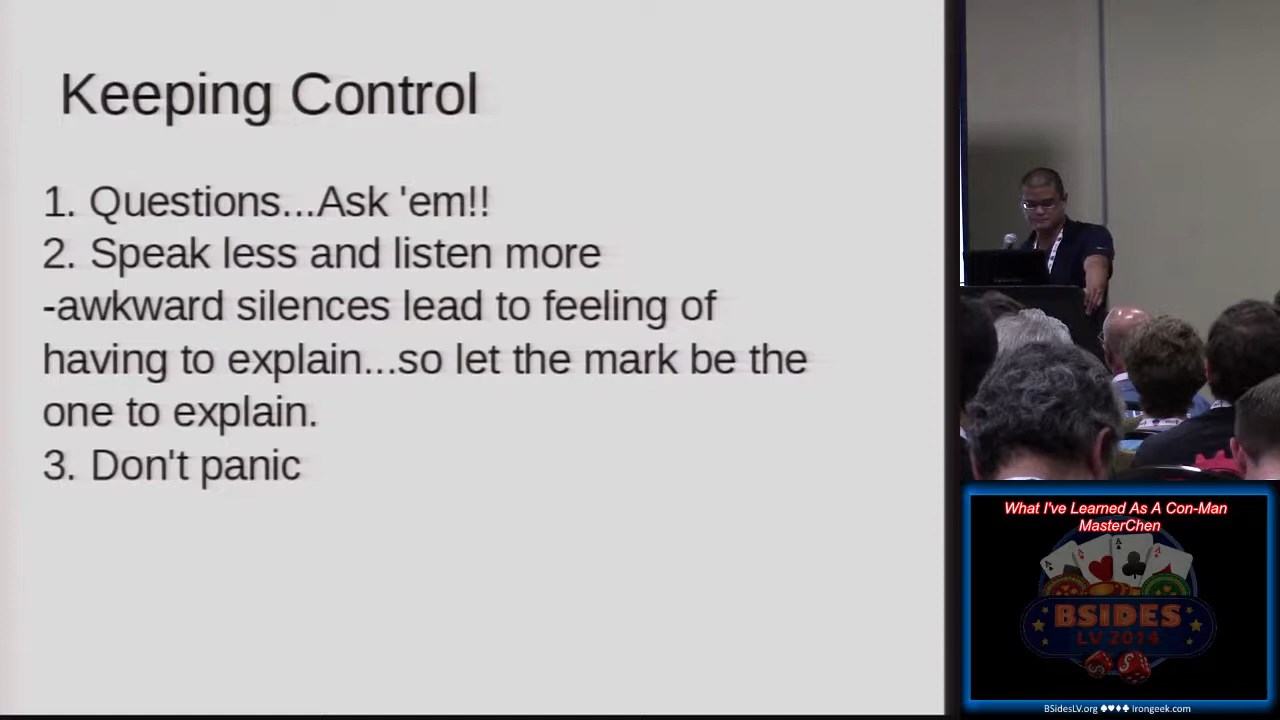 Keeping Control
1. Questions...Ask 'em!!
2. Speak less and listen more
-awkward silences lead to feeling of
having to explain...so let the mark be the
one to explain.
3. Don't panic
What I've Learned As A Con-Man
MasterChen
BSIDES
LV 2014
BSidesLV.org ♠♥♦♣ Irongeek.com